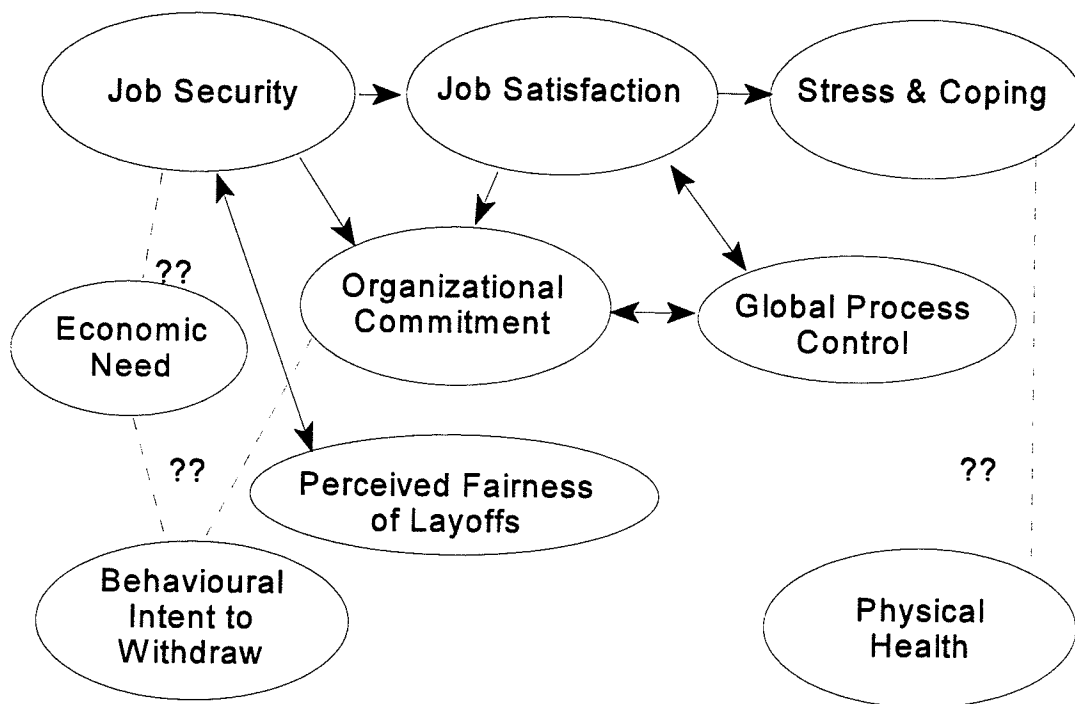 Job Security
Job Satisfaction
Stress & Coping
??
Economic
Need
Organizational
Commitment
Global Process
Control
??
Perceived Fairness
of Layoffs
??
Behavioural
Intent to
Withdraw
Physical
Health